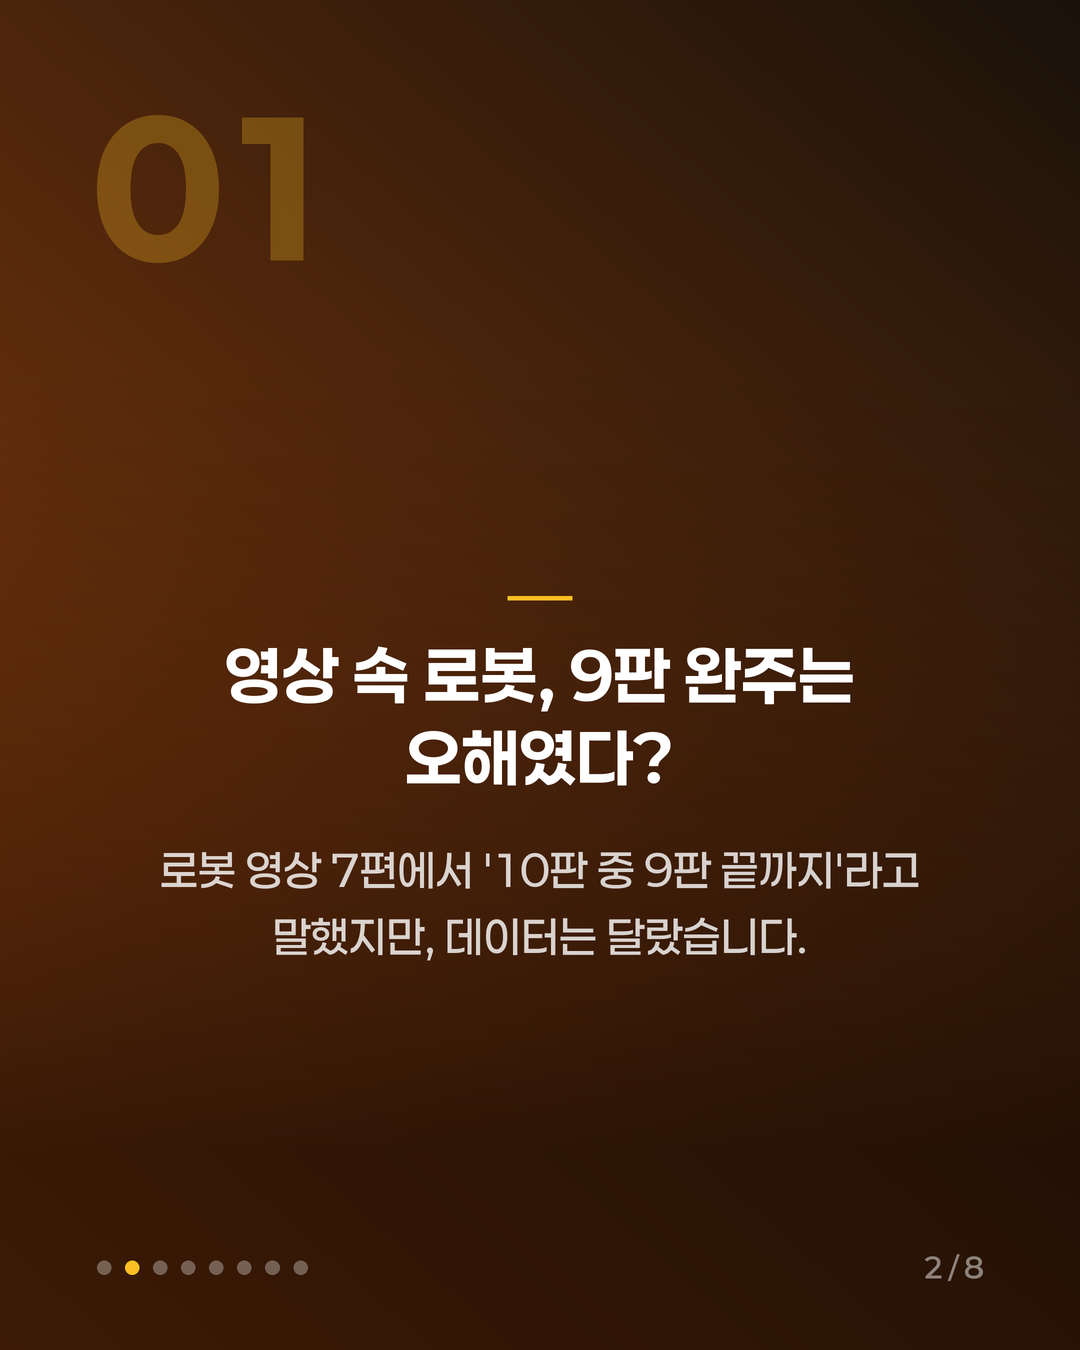 01
영상 속 로봇, 9판 완주는
오해였다?
로봇 영상 7편에서 '10판 중 9판 끝까지'라고
말했지만, 데이터는 달랐습니다.
2/8